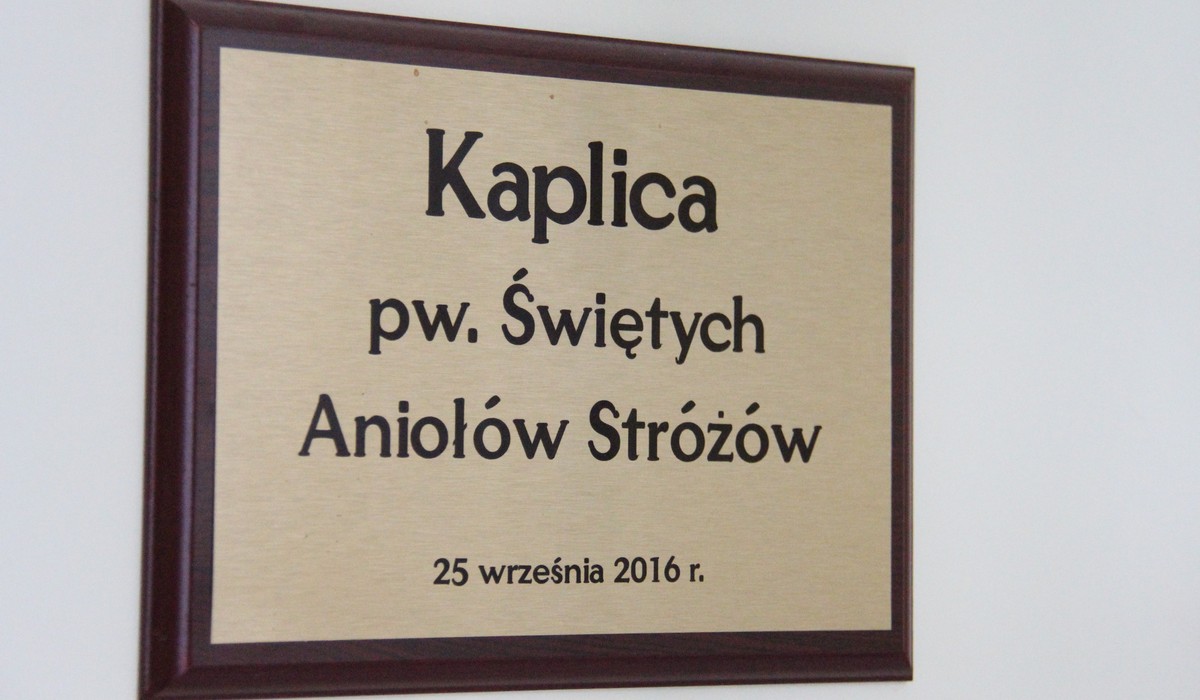 Kaplica
pw. Świętych
Aniołów Stróżów
25 września 2016 r.